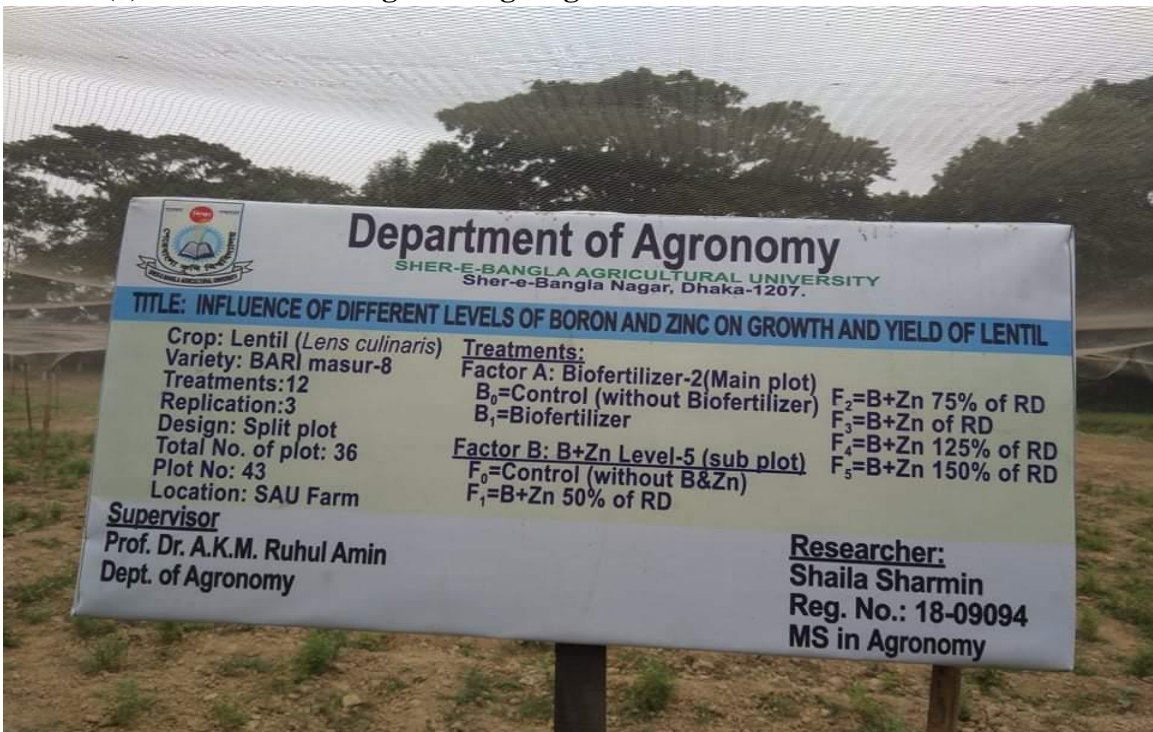 Department of Agronomy
SHER-E-BANGLA AGRICULTURAL UNIVERSITY
Sher-e-Bangla Nagar, Dhaka-1207.
TITLE: INFLUENCE OF DIFFERENT LEVELS OF BORON AND ZINC ON GROWTH AND YIELD OF LENTIL
Crop: Lentil (Lens culinaris)
Variety: BARI masur-8
Treatments:12
Replication:3
Design: Split plot
Total No. of plot: 36
Plot No: 43
Location: SAU Farm
Treatments:
Factor A: Biofertilizer-2(Main plot)
B₀=Control (without Biofertilizer)
B₁=Biofertilizer
Factor B: B+Zn Level-5 (sub plot)
F₀=Control (without B&Zn)
F₁=B+Zn 50% of RD
F₂=B+Zn 75% of RD
F₃=B+Zn of RD
F₄=B+Zn 125% of RD
F₅=B+Zn 150% of RD
Supervisor
Prof. Dr. A.K.M. Ruhul Amin
Dept. of Agronomy
Researcher:
Shaila Sharmin
Reg. No.: 18-09094
MS in Agronomy